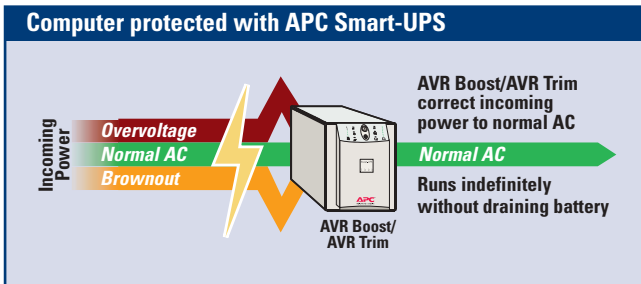 Computer protected with APC Smart-UPS
Incoming
Power
Overvoltage
Normal AC
Brownout
APC
AVR Boost/
AVR Trim
AVR Boost/AVR Trim
correct incoming
power to normal AC
Normal AC
Runs indefinitely
without draining battery